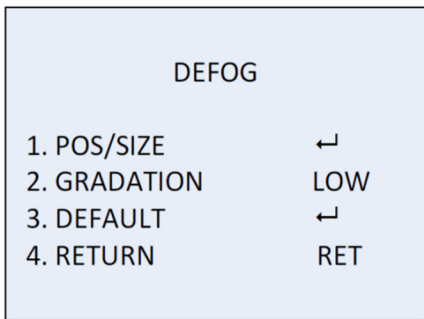 DEFOG
1. POS/SIZE ↵
2. GRADATION LOW
3. DEFAULT ↵
4. RETURN RET